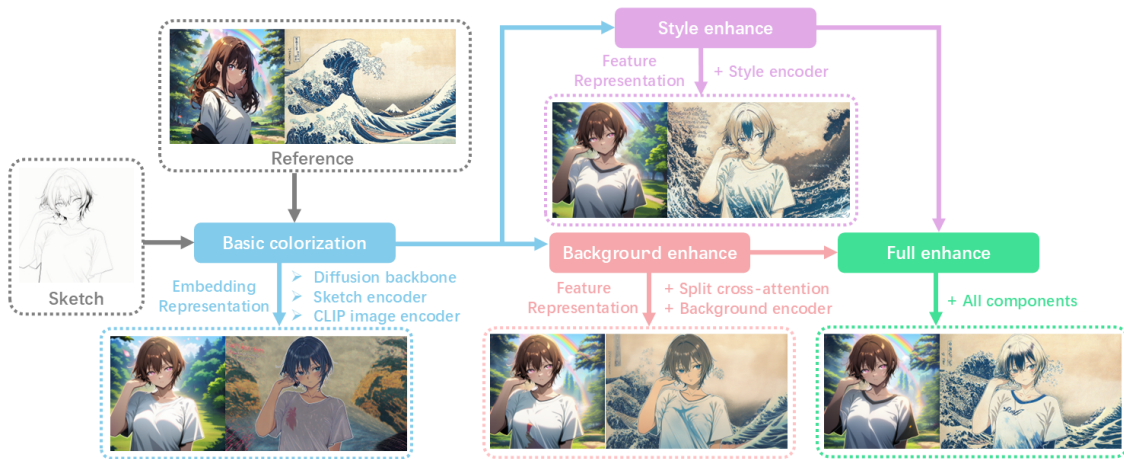 Style enhance
Feature
Representation
+ Style encoder
Reference
Sketch
Basic colorization
Background enhance
Full enhance
Embedding
Representation
Diffusion backbone
Sketch encoder
CLIP image encoder
Feature
Representation
+ Split cross-attention
+ Background encoder
+ All components